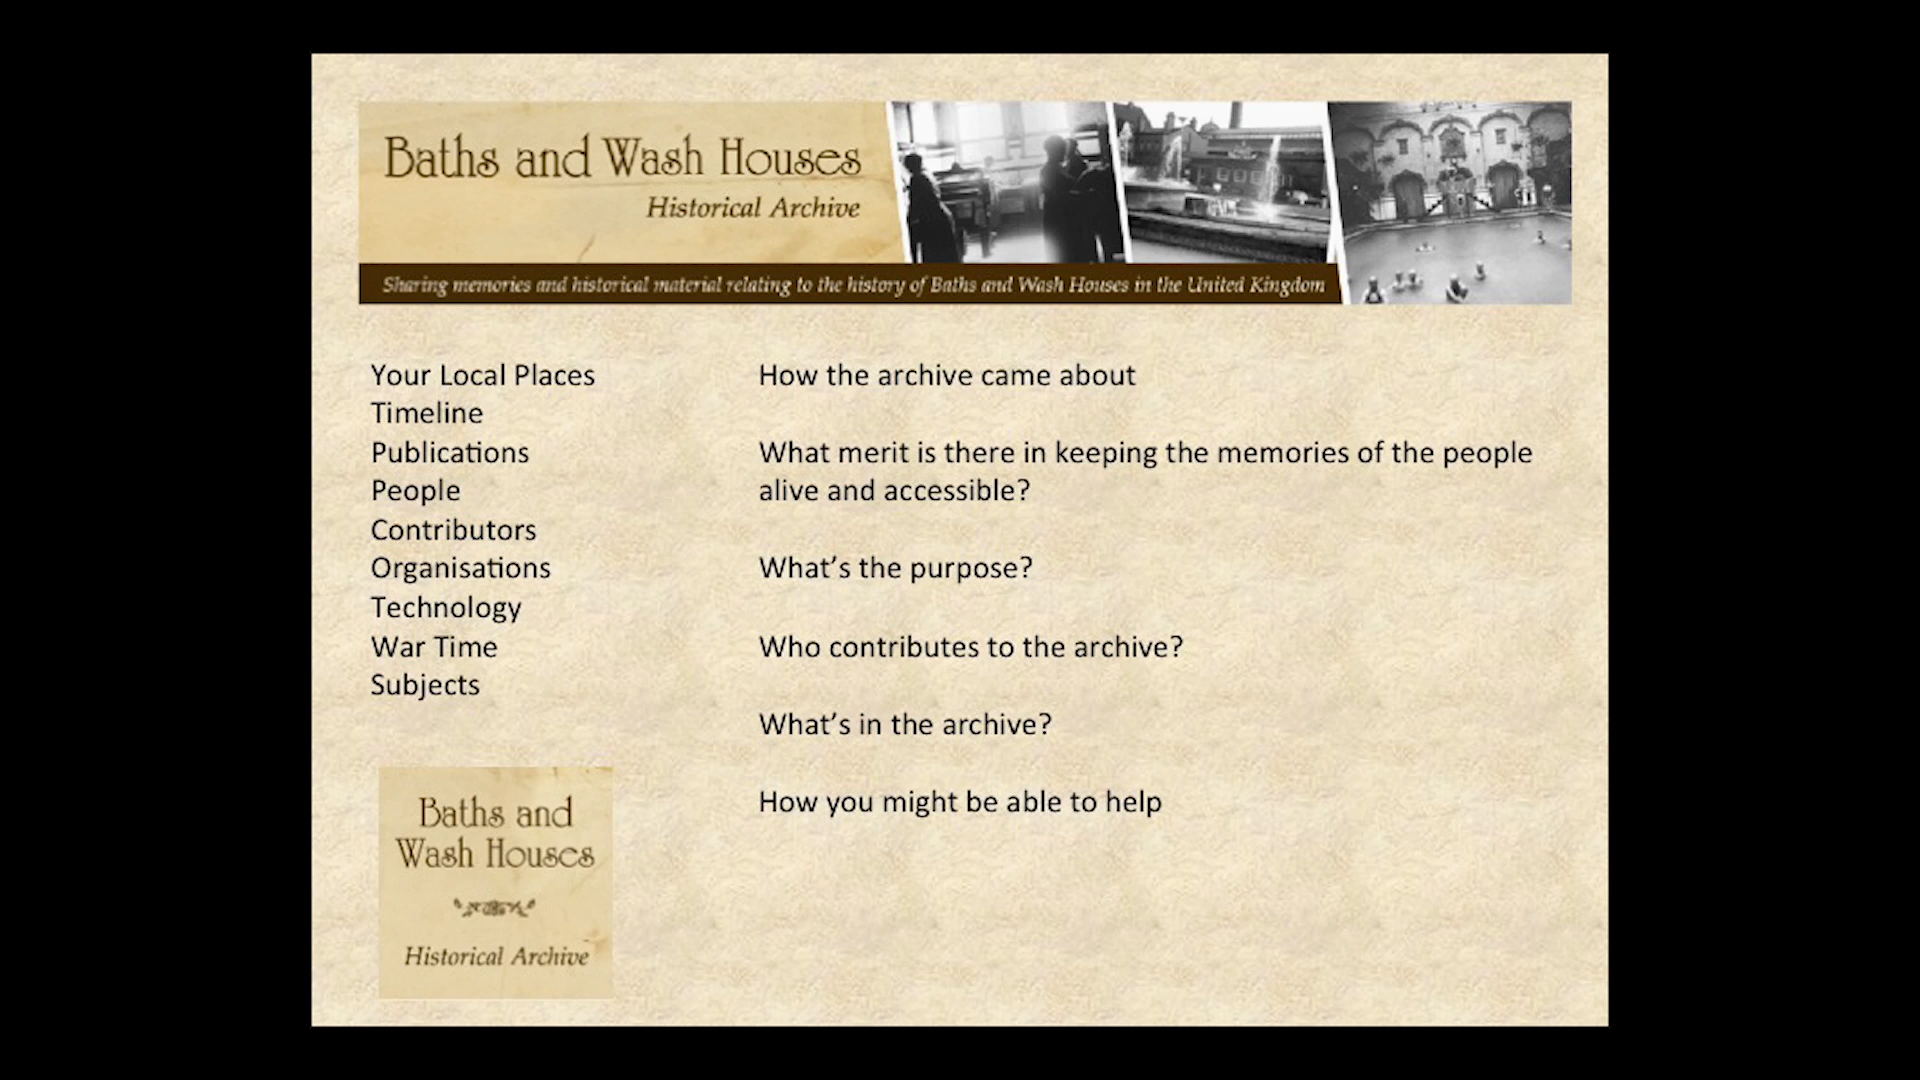 Baths and Wash Houses
Historical Archive
Sharing memories and historical material relating to the history of Baths and Wash Houses in the United Kingdom
Your Local Places
Timeline
Publications
People
Contributors
Organisations
Technology
War Time
Subjects
How the archive came about
What merit is there in keeping the memories of the people
alive and accessible?
What’s the purpose?
Who contributes to the archive?
What’s in the archive?
How you might be able to help
Baths and
Wash Houses
Historical Archive